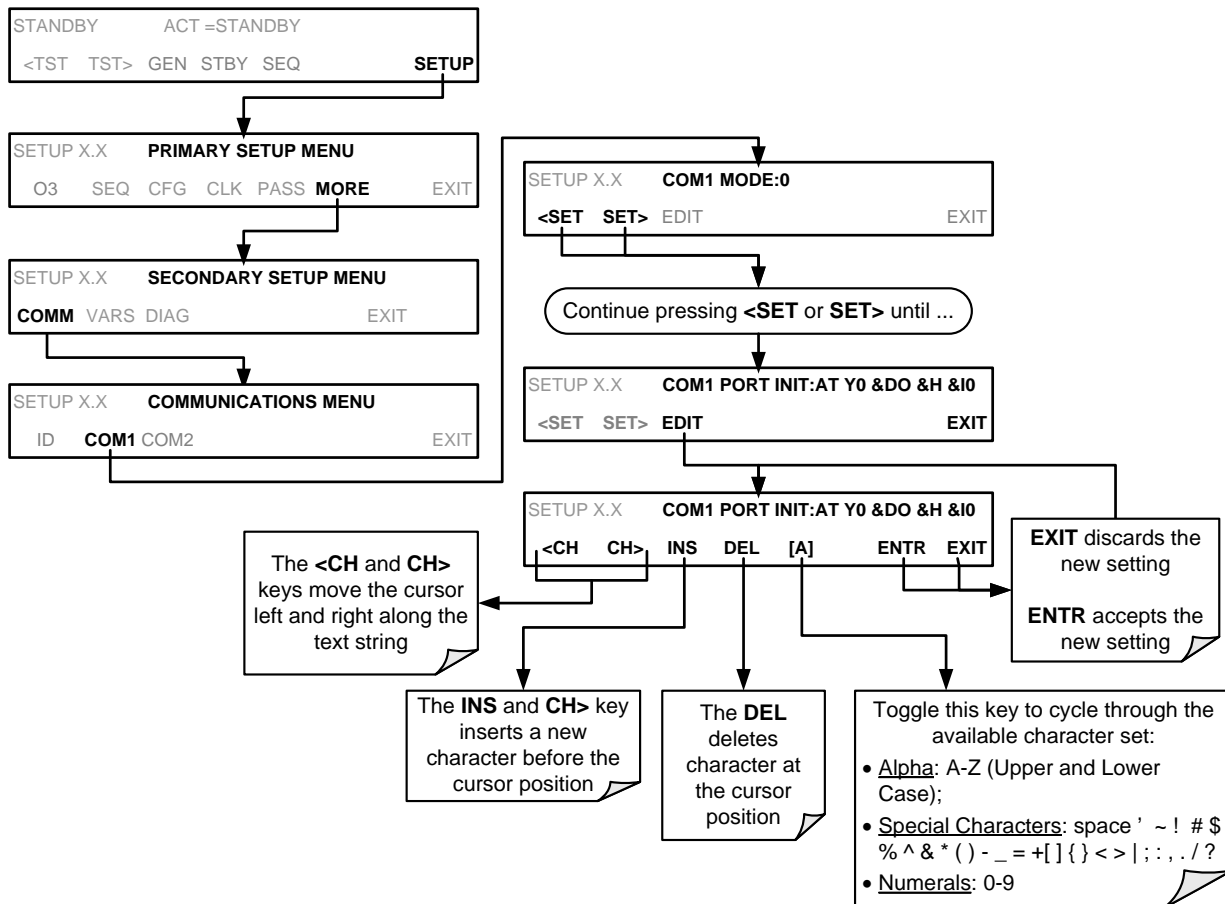 STANDBY ACT =STANDBY
<TST TST> GEN STBY SEQ SETUP
SETUP X.X PRIMARY SETUP MENU
O3 SEQ CFG CLK PASS MORE EXIT
SETUP X.X SECONDARY SETUP MENU
COMM VARS DIAG EXIT
SETUP X.X COMMUNICATIONS MENU
ID COM1 COM2 EXIT
SETUP X.X COM1 MODE:0
<SET SET> EDIT EXIT
Continue pressing <SET or SET> until ...
SETUP X.X COM1 PORT INIT:AT Y0 &DO &H &I0
<SET SET> EDIT EXIT
SETUP X.X COM1 PORT INIT:AT Y0 &DO &H &I0
<CH CH> INS DEL [A] ENTR EXIT
EXIT discards the
new setting
ENTR accepts the
new setting
The <CH and CH>
keys move the cursor
left and right along the
text string
The INS and CH> key
inserts a new
character before the
cursor position
The DEL
deletes
character at
the cursor
position
Toggle this key to cycle through the
available character set:
• Alpha: A-Z (Upper and Lower
Case);
• Special Characters: space ' ~ ! # $
% ^ & * ( ) - _ = +[ ] { } < > | ; : , . / ?
• Numerals: 0-9